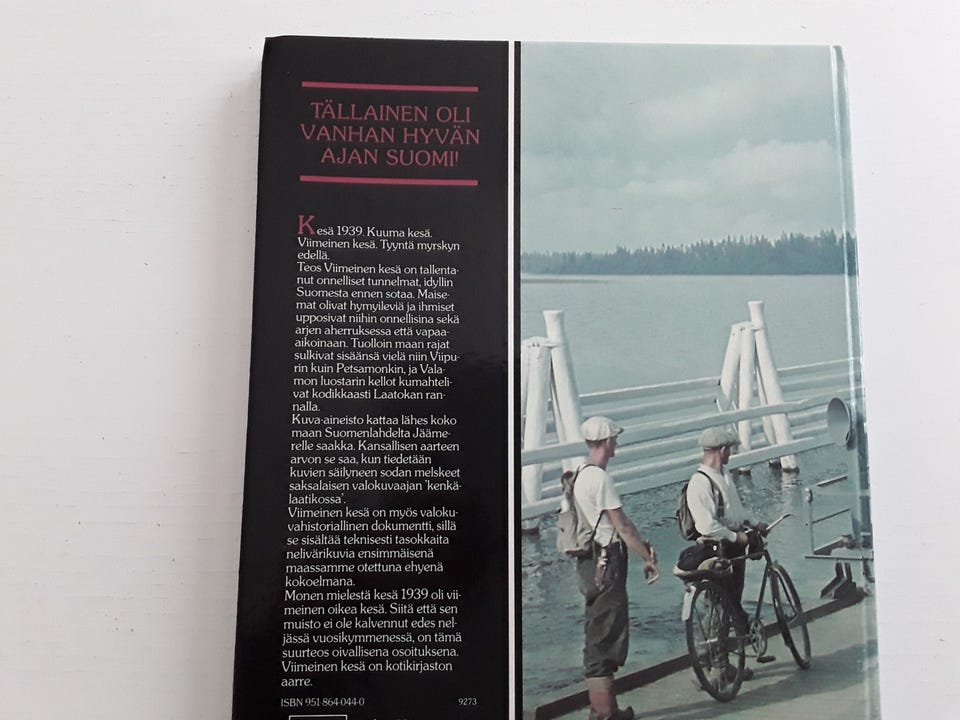 TÄLLAINEN OLI
VANHAN HYVÄN
AJAN SUOMI!
Kesä 1939. Kuuma kesä.
Viimeinen kesä. Tyyntä myrskyn
edellä.
Teos Viimeinen kesä on tallenta-
nut onnelliset tunnelmat, idyllin
Suomesta ennen sotaa. Maise-
mat olivat hymyileviä ja ihmiset
upposivat niihin onnellisina sekä
arjen aherruksessa että vapaa-
aikoinaan. Tuolloin maan rajat
sulkivat sisäänsä vielä niin Viipu-
rin kuin Petsamonkin, ja Vala-
mon luostarin kellot kumahteli-
vat kodikkaasti Laatokan ran-
nalla.
Kuva-aineisto kattaa lähes koko
maan Suomenlahdelta Jääme-
relle saakka. Kansallisen aarteen
arvon se saa, kun tiedetään
kuvien säilyneen sodan melskeet
saksalaisen valokuvaajan 'kenkä-
laatikossa'.
Viimeinen kesä on myös valoku-
vahistoriallinen dokumentti, sillä
se sisältää teknisesti tasokkaita
nelivärikuvia ensimmäisenä
maassamme otettuna ehyenä
kokoelmana.
Monen mielestä kesä 1939 oli vii-
meinen oikea kesä. Siitä että sen
muisto ei ole kalvennut edes nel-
jässä vuosikymmenessä, on tämä
suurteos oivallisena osoituksena.
Viimeinen kesä on kotikirjaston
aarre.
ISBN 951-864-044-0 9273